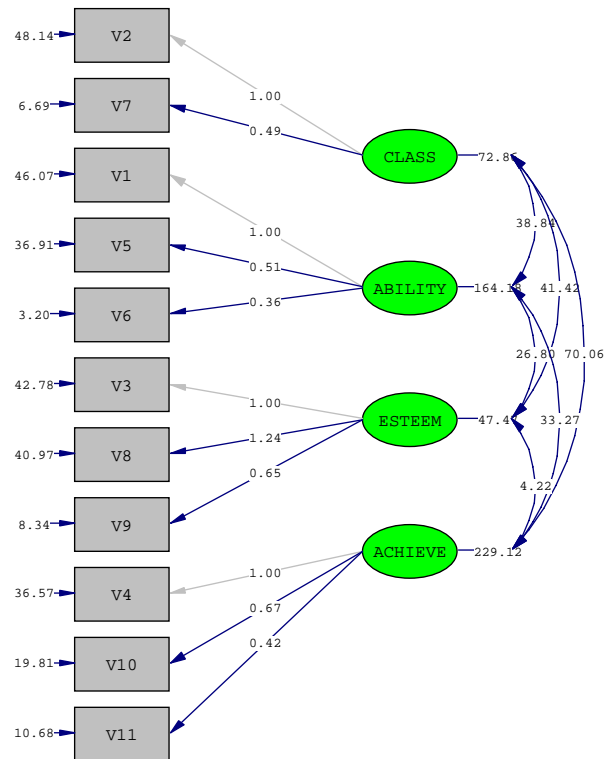 48.14 V2
1.00
6.69 V7
0.49
CLASS
46.07 V1
38.84
1.00
36.91 V5
0.51
ABILITY
164.18
41.42
3.20 V6
0.36
26.80 70.06
42.78 V3
1.00
ESTEEM
33.27
1.24
40.97 V8
0.65
4.22
8.34 V9
ACHIEVE
229.12
36.57 V4
1.00
0.67
0.42
19.81 V10
10.68 V11